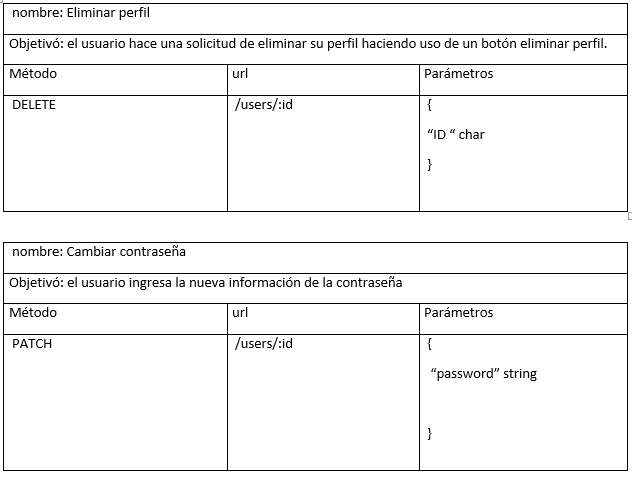 nombre: Eliminar perfil
Objetivó: el usuario hace una solicitud de eliminar su perfil haciendo uso de un botón eliminar perfil.
Método url Parámetros
DELETE /users/:id {
“ID “ char
}
nombre: Cambiar contraseña
Objetivó: el usuario ingresa la nueva información de la contraseña
Método url Parámetros
PATCH /users/:id {
“password” string
}